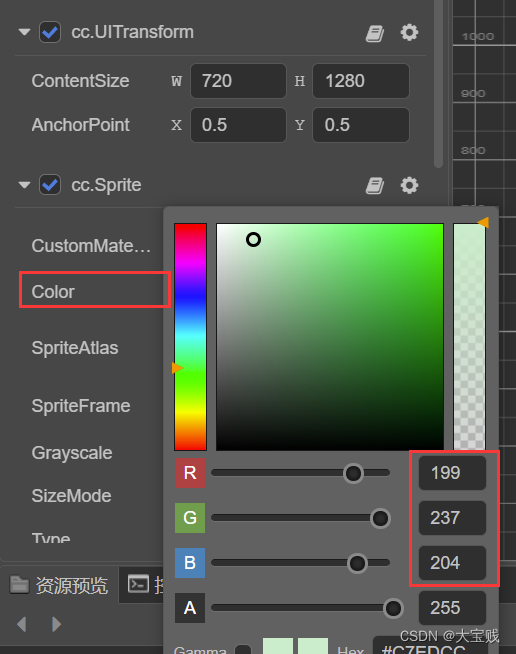 cc.UITransform
ContentSize W 720 H 1280
AnchorPoint X 0.5 Y 0.5
cc.Sprite
CustomMate...
Color
SpriteAtlas
SpriteFrame
Grayscale
SizeMode
Type
R 199
G 237
B 204
A 255
Gamma Hex #C7EDCC
资源预览
1000
900
800
CSDN @大宝贱